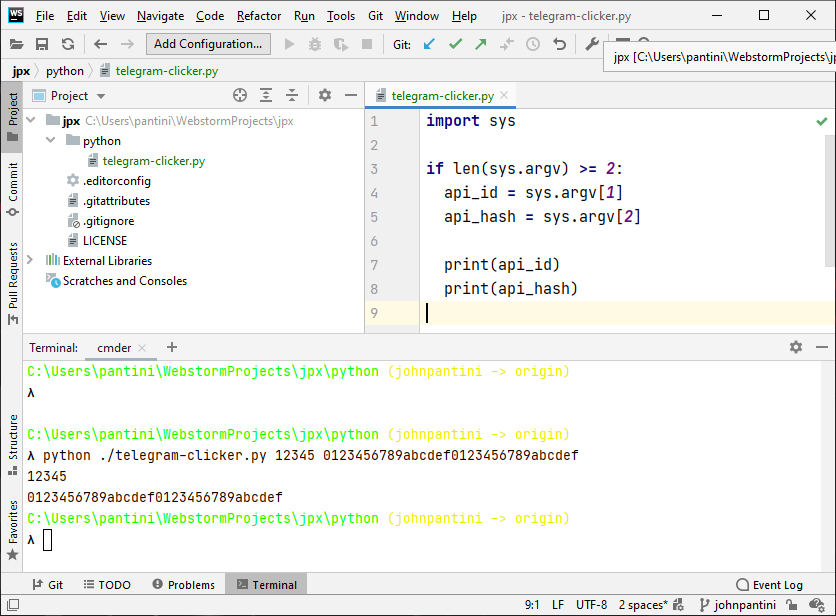 WS File Edit View Navigate Code Refactor Run Tools Git Window Help jpx - telegram-clicker.py
Add Configuration... Git:
jpx [C:\Users\pantini\WebstormProjects\jp
jpx python telegram-clicker.py
Project
Commit
Pull Requests
Structure
Favorites
Project
jpx C:\Users\pantini\WebstormProjects\jpx
python
telegram-clicker.py
.editorconfig
.gitattributes
.gitignore
LICENSE
External Libraries
Scratches and Consoles
telegram-clicker.py
1 import sys
2
3 if len(sys.argv) >= 2:
4 api_id = sys.argv[1]
5 api_hash = sys.argv[2]
6
7 print(api_id)
8 print(api_hash)
9
Terminal: cmder
C:\Users\pantini\WebstormProjects\jpx\python (johnpantini -> origin)
λ
C:\Users\pantini\WebstormProjects\jpx\python (johnpantini -> origin)
λ python ./telegram-clicker.py 12345 0123456789abcdef0123456789abcdef
12345
0123456789abcdef0123456789abcdef
C:\Users\pantini\WebstormProjects\jpx\python (johnpantini -> origin)
λ
Git TODO Problems Terminal Event Log
9:1 LF UTF-8 2 spaces* johnpantini